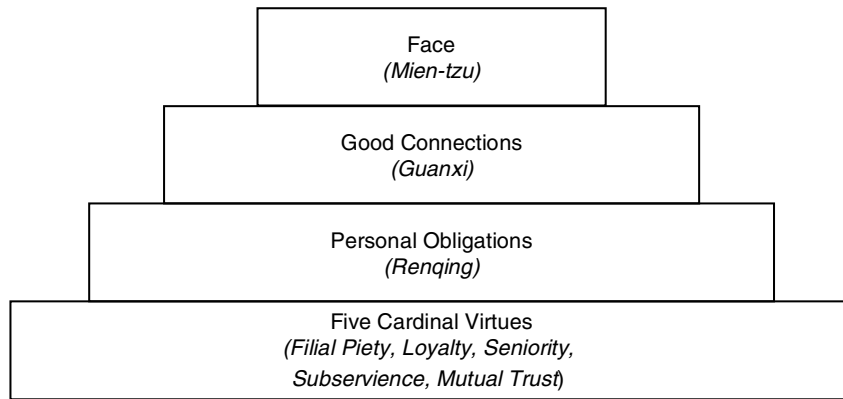 Face
(Mien-tzu)
Good Connections
(Guanxi)
Personal Obligations
(Renqing)
Five Cardinal Virtues
(Filial Piety, Loyalty, Seniority,
Subservience, Mutual Trust)